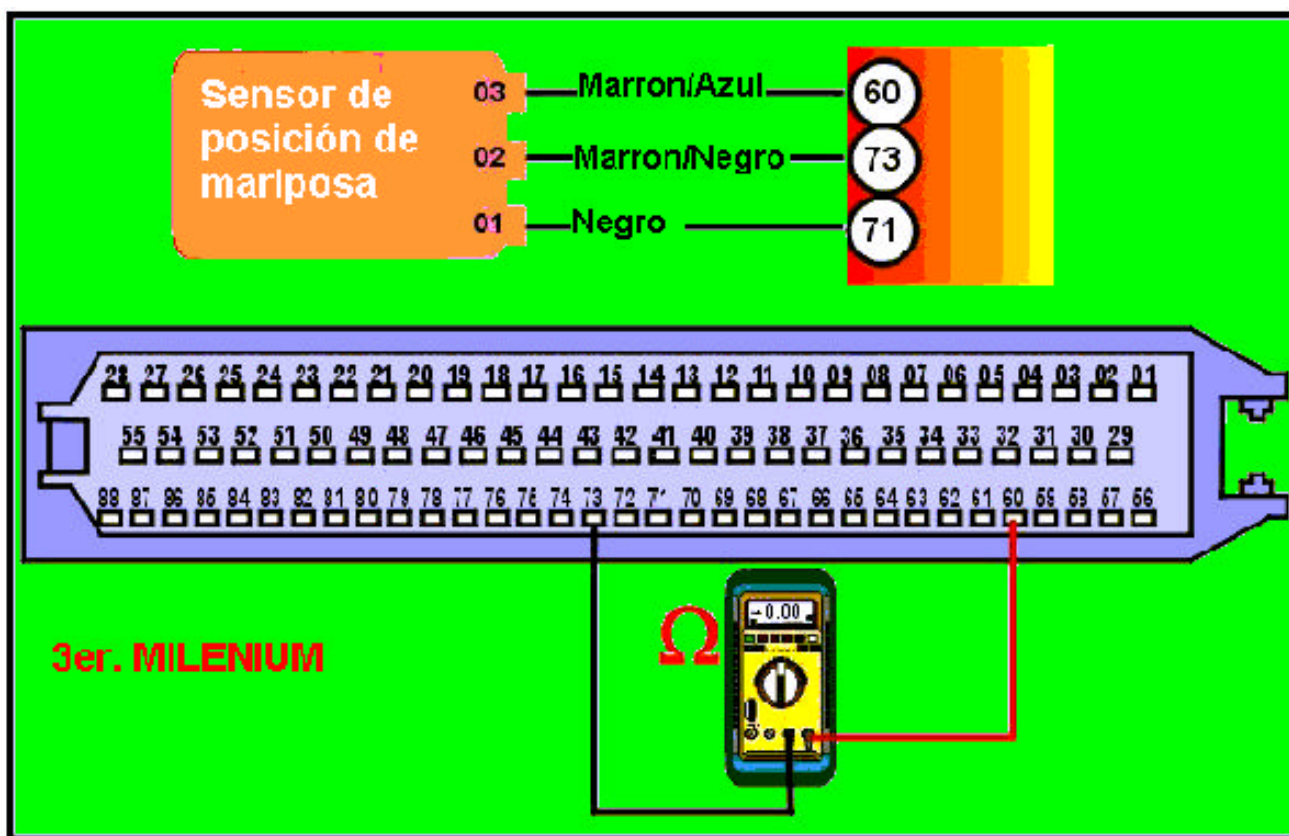 Sensor de
posición de
mariposa
03 Marron/Azul 60
02 Marron/Negro 73
01 Negro 71
28 27 26 25 24 23 22 21 20 19 18 17 16 15 14 13 12 11 10 09 08 07 06 05 04 03 02 01
55 54 53 52 51 50 49 48 47 46 45 44 43 42 41 40 39 38 37 36 35 34 33 32 31 30 29
88 87 86 85 84 83 82 81 80 79 78 77 76 75 74 73 72 71 70 69 68 67 66 65 64 63 62 61 60 59 58 57 56
0.00
Ω
3er. MILENIUM